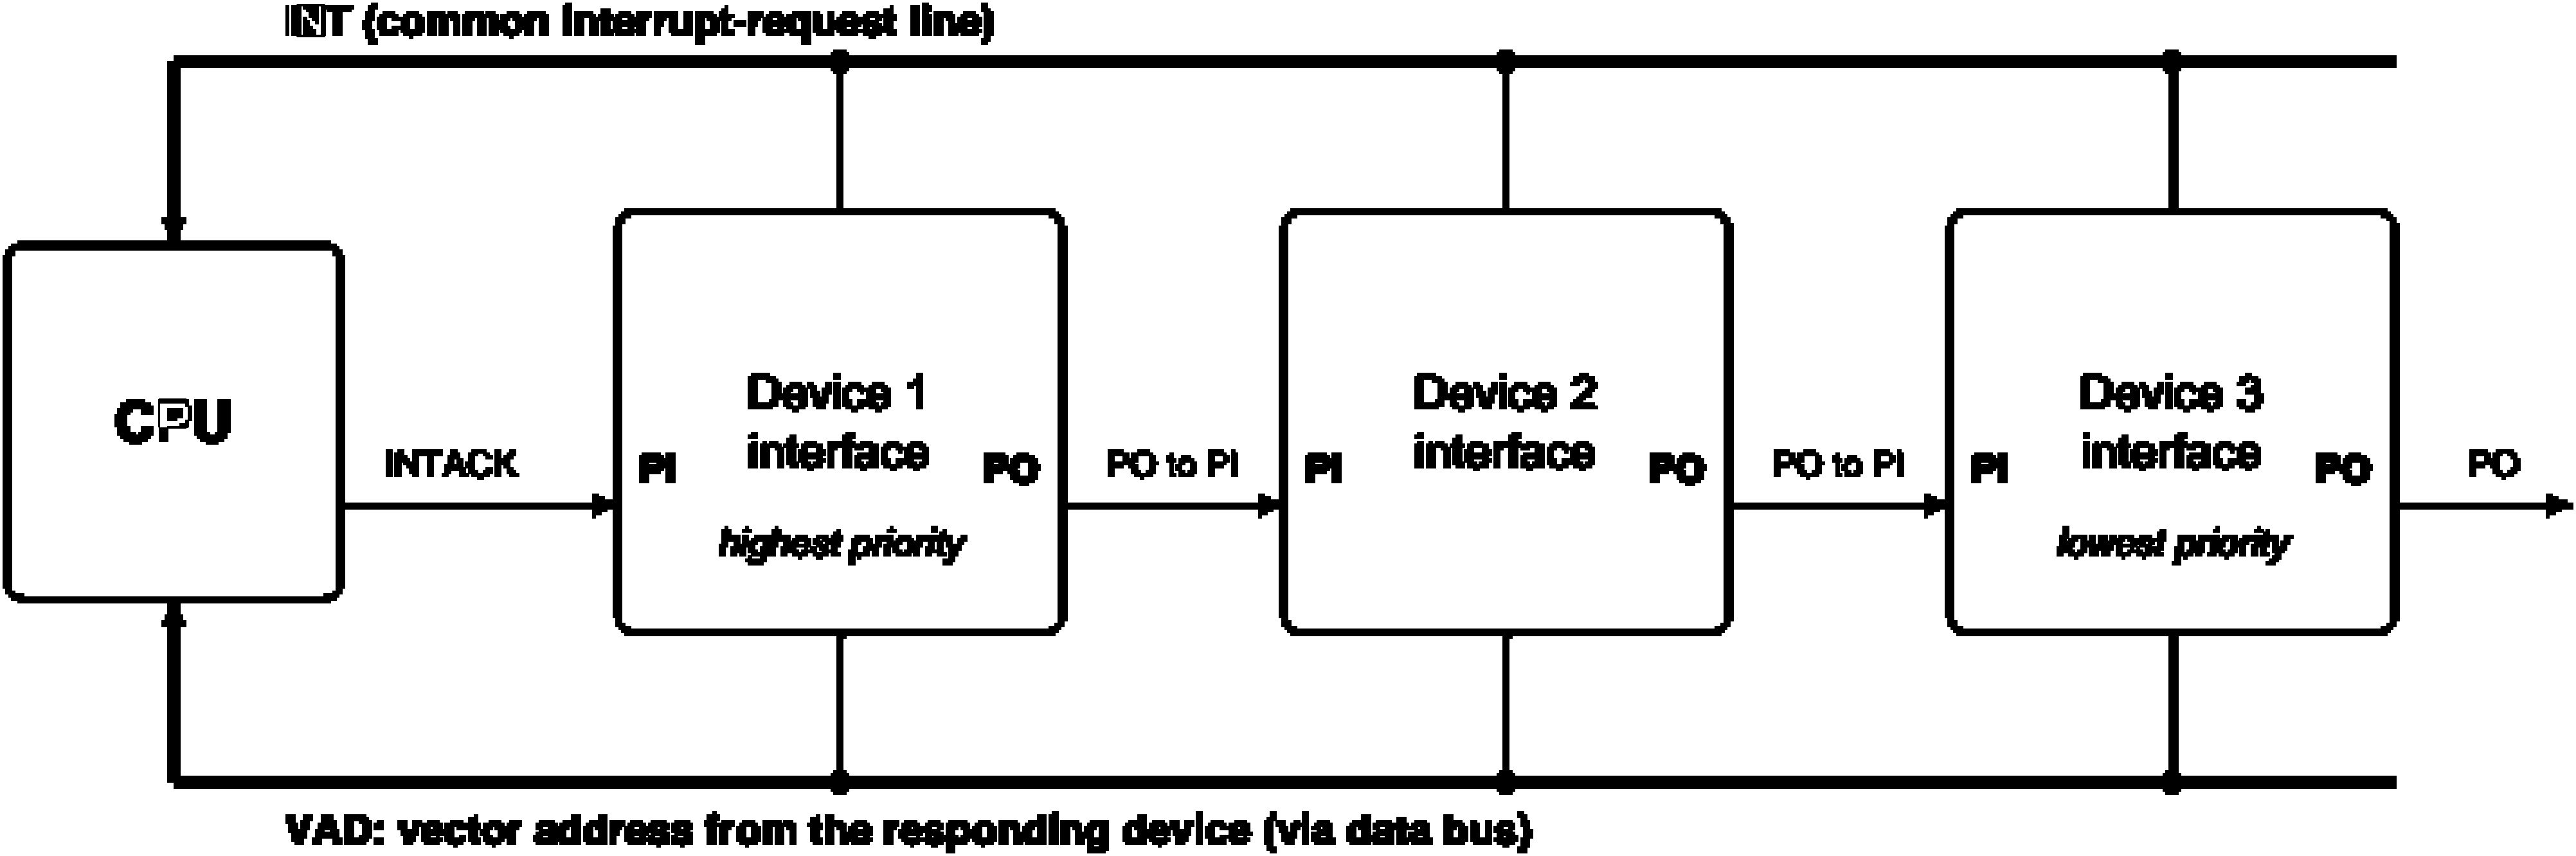 INT (common interrupt-request line)
CPU
INTACK
PI
Device 1
interface
PO
highest priority
PO to PI
PI
Device 2
interface
PO
PO to PI
PI
Device 3
interface
PO
lowest priority
PO
VAD: vector address from the responding device (via data bus)